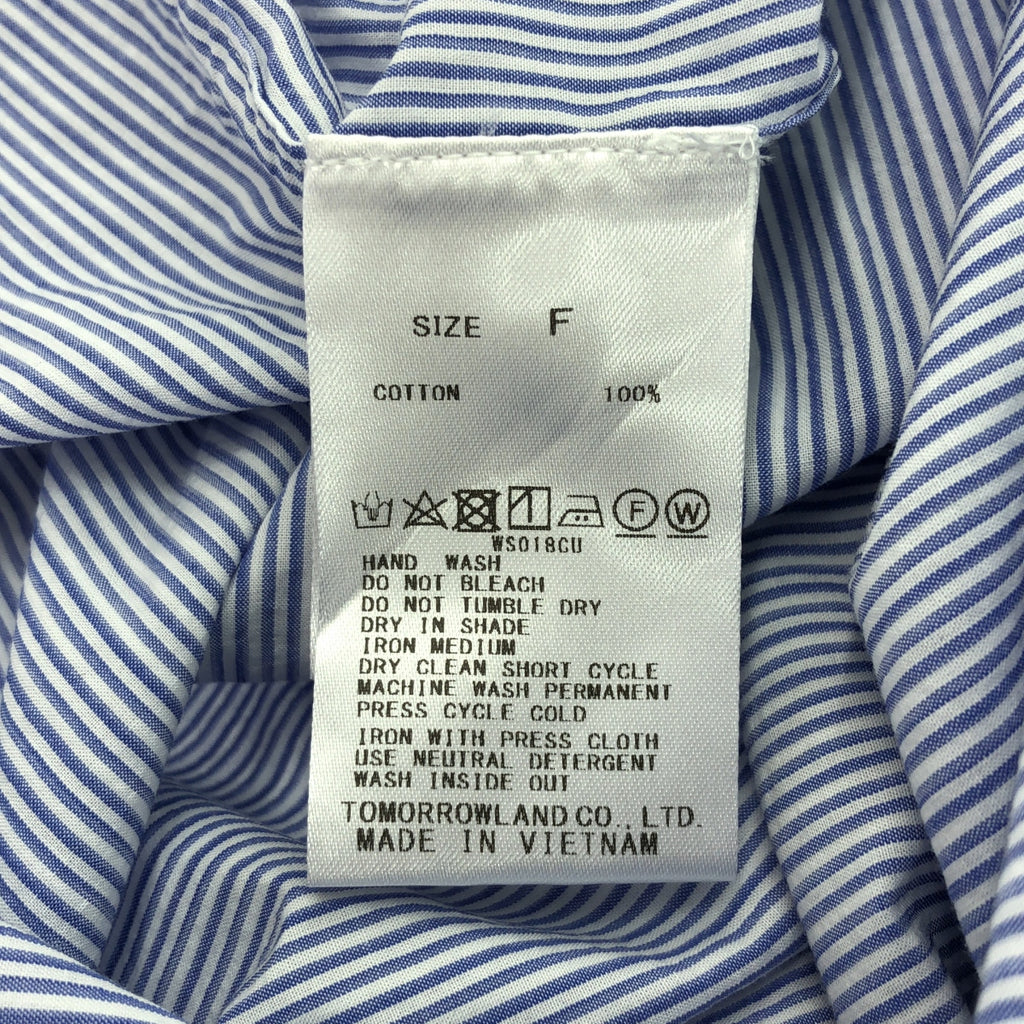 SIZE F
COTTON 100%
F W
WS018CU
HAND WASH
DO NOT BLEACH
DO NOT TUMBLE DRY
DRY IN SHADE
IRON MEDIUM
DRY CLEAN SHORT CYCLE
MACHINE WASH PERMANENT
PRESS CYCLE COLD
IRON WITH PRESS CLOTH
USE NEUTRAL DETERGENT
WASH INSIDE OUT
TOMORROWLAND CO., LTD.
MADE IN VIETNAM